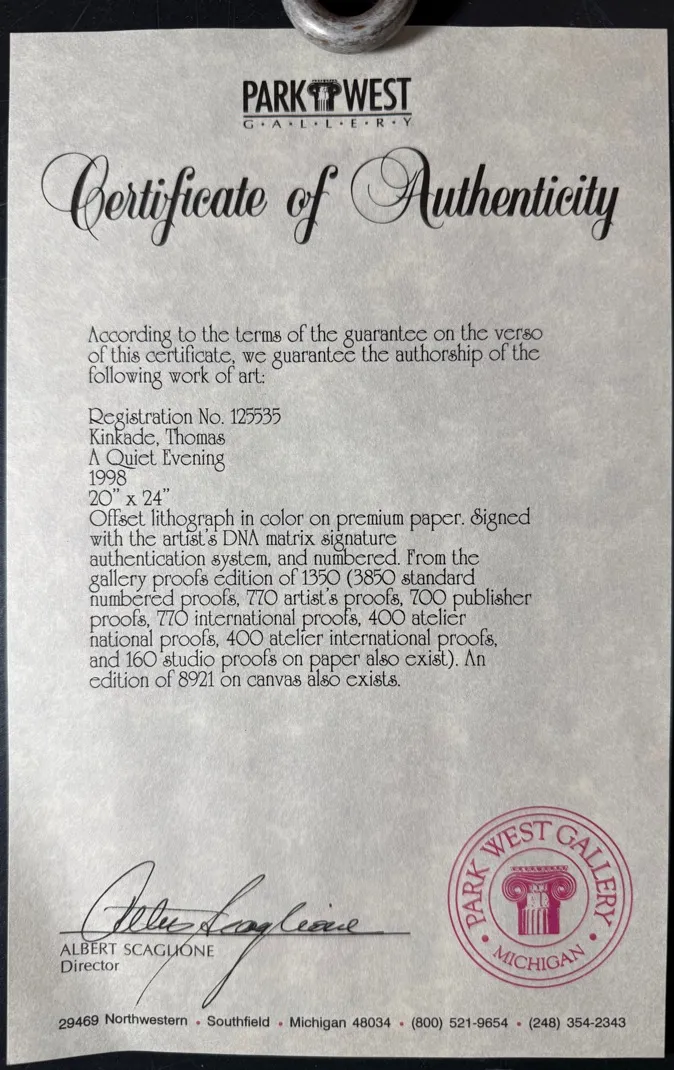 PARK WEST
G·A·L·L·E·R·Y
Certificate of Authenticity
According to the terms of the guarantee on the verso
of this certificate, we guarantee the authorship of the
following work of art:
Registration No. 125535
Kinkade, Thomas
A Quiet Evening
1998
20” x 24”
Offset lithograph in color on premium paper. Signed
with the artist's DNA matrix signature
authentication system, and numbered. From the
gallery proofs edition of 1350 (3850 standard
numbered proofs, 770 artist's proofs, 700 publisher
proofs, 770 international proofs, 400 atelier
national proofs, 400 atelier international proofs,
and 160 studio proofs on paper also exist). An
edition of 8921 on canvas also exists.
Albert Scaglione
ALBERT SCAGLIONE
Director
PARK WEST GALLERY
• MICHIGAN •
29469 Northwestern • Southfield • Michigan 48034 • (800) 521-9654 • (248) 354-2343